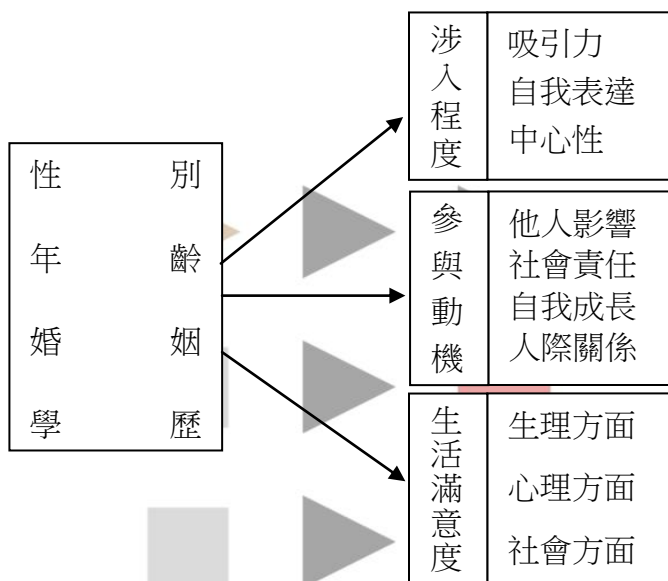 性別
年齡
婚姻
學歷
涉入程度
吸引力
自我表達
中心性
參與動機
他人影響
社會責任
自我成長
人際關係
生活滿意度
生理方面
心理方面
社會方面